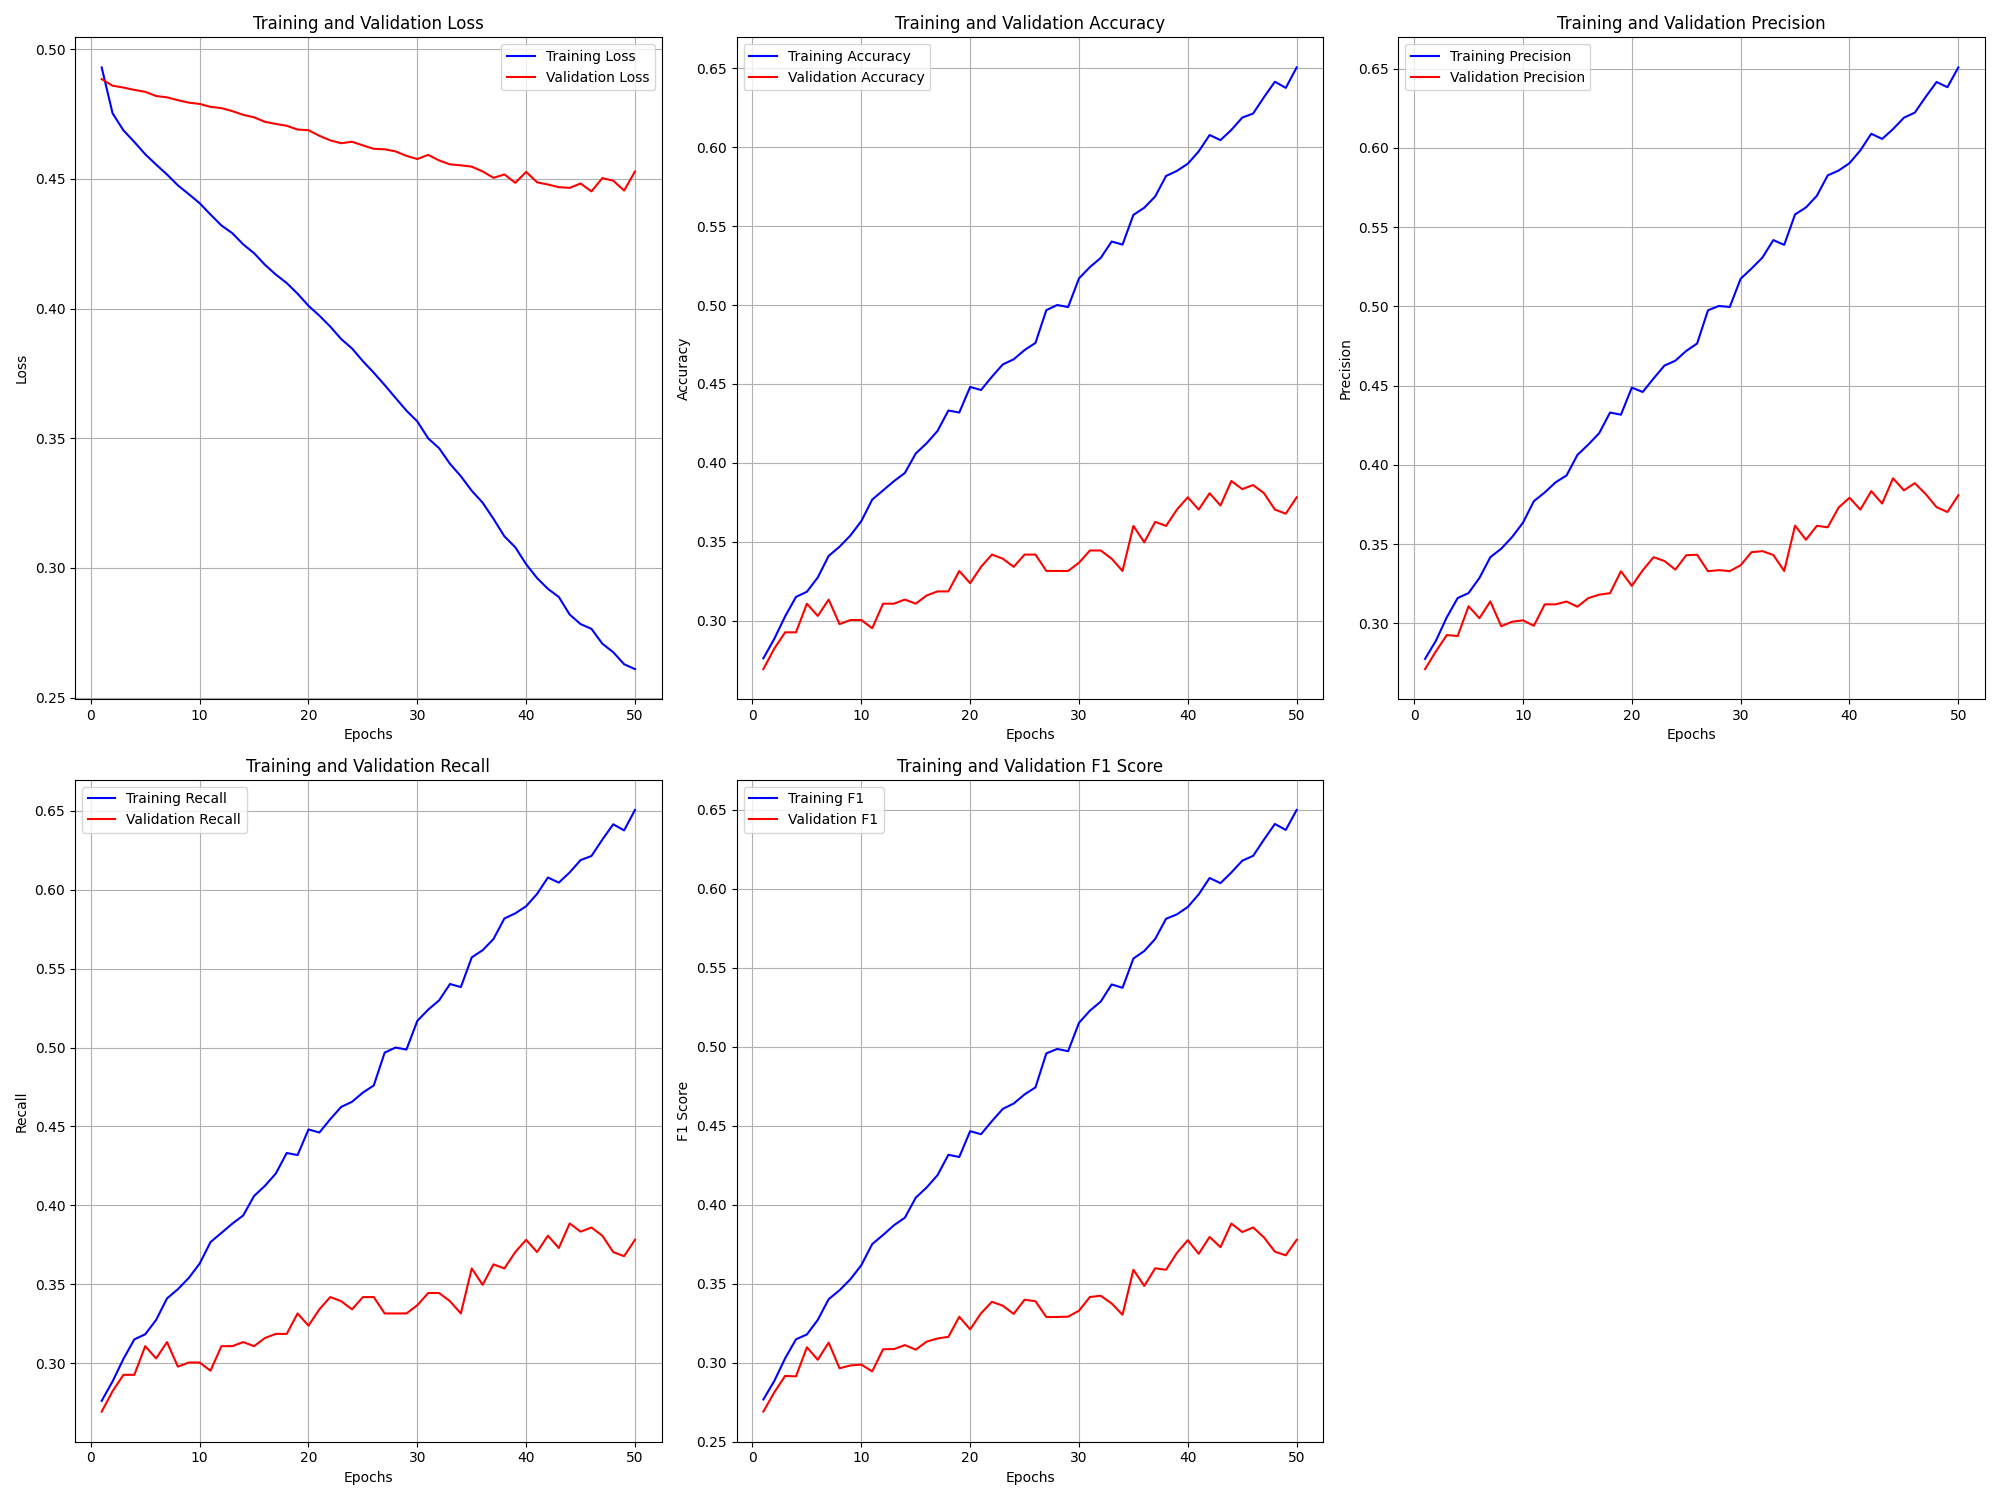 Training and Validation Loss
Training Loss
Validation Loss
0.50
0.45
0.40
0.35
0.30
0.25
Loss
0 10 20 30 40 50
Epochs
Training and Validation Accuracy
Training Accuracy
Validation Accuracy
0.65
0.60
0.55
0.50
0.45
0.40
0.35
0.30
Accuracy
0 10 20 30 40 50
Epochs
Training and Validation Precision
Training Precision
Validation Precision
0.65
0.60
0.55
0.50
0.45
0.40
0.35
0.30
Precision
0 10 20 30 40 50
Epochs
Training and Validation Recall
Training Recall
Validation Recall
0.65
0.60
0.55
0.50
0.45
0.40
0.35
0.30
Recall
0 10 20 30 40 50
Epochs
Training and Validation F1 Score
Training F1
Validation F1
0.65
0.60
0.55
0.50
0.45
0.40
0.35
0.30
0.25
F1 Score
0 10 20 30 40 50
Epochs